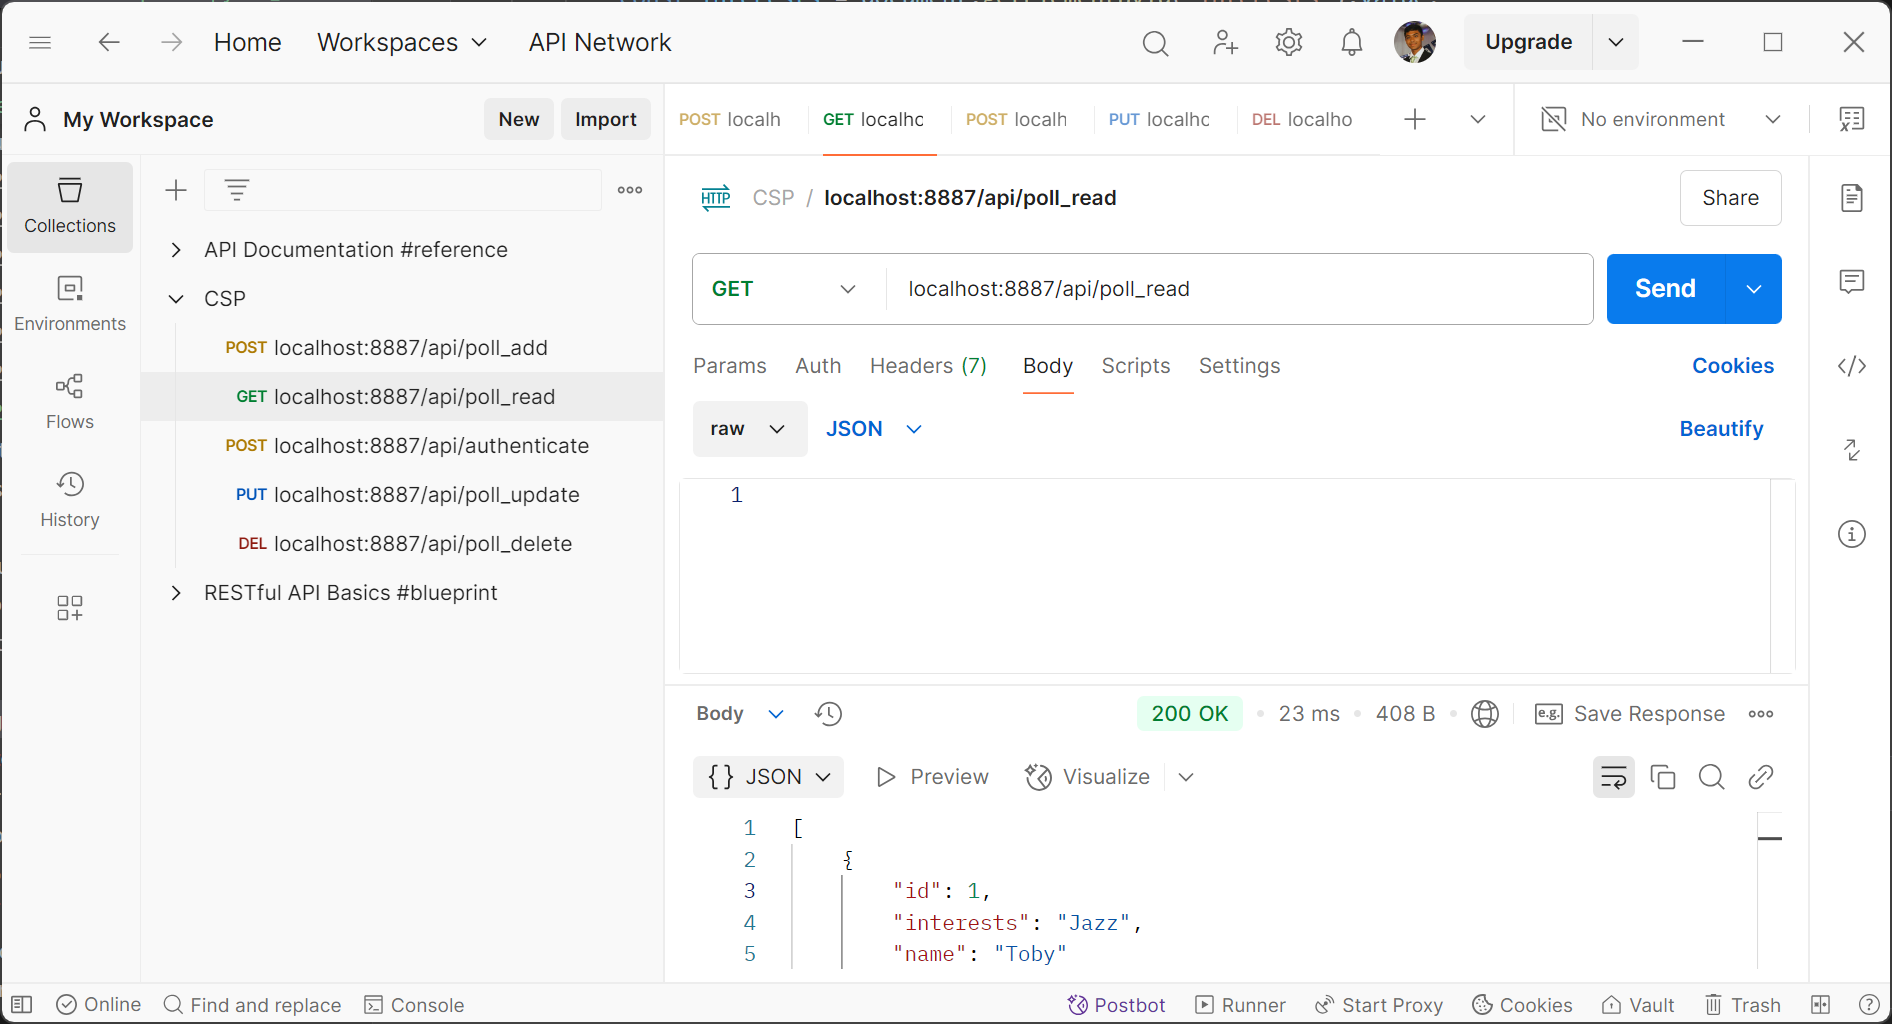 Home Workspaces API Network Upgrade
My Workspace New Import
POST localh GET localhc POST localh PUT localhc DEL localho No environment
Collections
Environments
Flows
History
API Documentation #reference
CSP
POST localhost:8887/api/poll_add
GET localhost:8887/api/poll_read
POST localhost:8887/api/authenticate
PUT localhost:8887/api/poll_update
DEL localhost:8887/api/poll_delete
RESTful API Basics #blueprint
HTTP CSP / localhost:8887/api/poll_read Share
GET localhost:8887/api/poll_read Send
Params Auth Headers (7) Body Scripts Settings Cookies
raw JSON Beautify
1
Body 200 OK 23 ms 408 B e.g. Save Response
{} JSON Preview Visualize
1 [
2 {
3 "id": 1,
4 "interests": "Jazz",
5 "name": "Toby"
Online Find and replace Console Postbot Runner Start Proxy Cookies Vault Trash